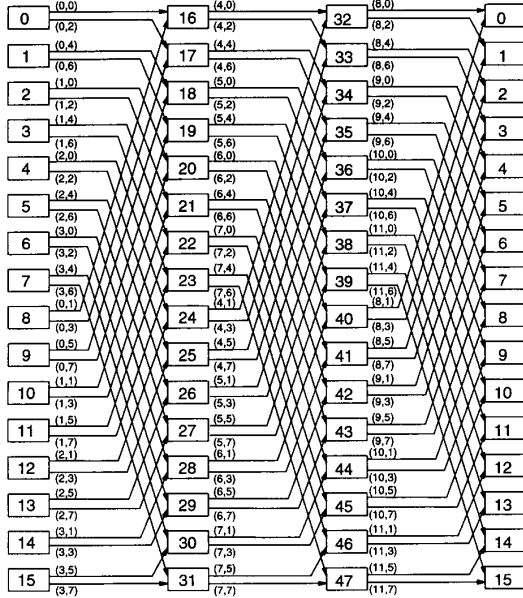 0 (0,0) (0,2) 16 (4,0) (4,2) 32 (8,0) (8,2) 0
1 (0,4) (0,6) 17 (4,4) (4,6) 33 (8,4) (8,6) 1
2 (1,0) (1,2) 18 (5,0) (5,2) 34 (9,0) (9,2) 2
3 (1,4) (1,6) 19 (5,4) (5,6) 35 (9,4) (9,6) 3
4 (2,0) (2,2) 20 (6,0) (6,2) 36 (10,0) (10,2) 4
5 (2,4) (2,6) 21 (6,4) (6,6) 37 (10,4) (10,6) 5
6 (3,0) (3,2) 22 (7,0) (7,2) 38 (11,0) (11,2) 6
7 (3,4) (3,6) 23 (7,4) (7,6) 39 (11,4) (11,6) 7
8 (0,1) (0,3) 24 (4,1) (4,3) 40 (8,1) (8,3) 8
9 (0,5) (0,7) 25 (4,5) (4,7) 41 (8,5) (8,7) 9
10 (1,1) (1,3) 26 (5,1) (5,3) 42 (9,1) (9,3) 10
11 (1,5) (1,7) 27 (5,5) (5,7) 43 (9,5) (9,7) 11
12 (2,1) (2,3) 28 (6,1) (6,3) 44 (10,1) (10,3) 12
13 (2,5) (2,7) 29 (6,5) (6,7) 45 (10,5) (10,7) 13
14 (3,1) (3,3) 30 (7,1) (7,3) 46 (11,1) (11,3) 14
15 (3,5) (3,7) 31 (7,5) (7,7) 47 (11,5) (11,7) 15